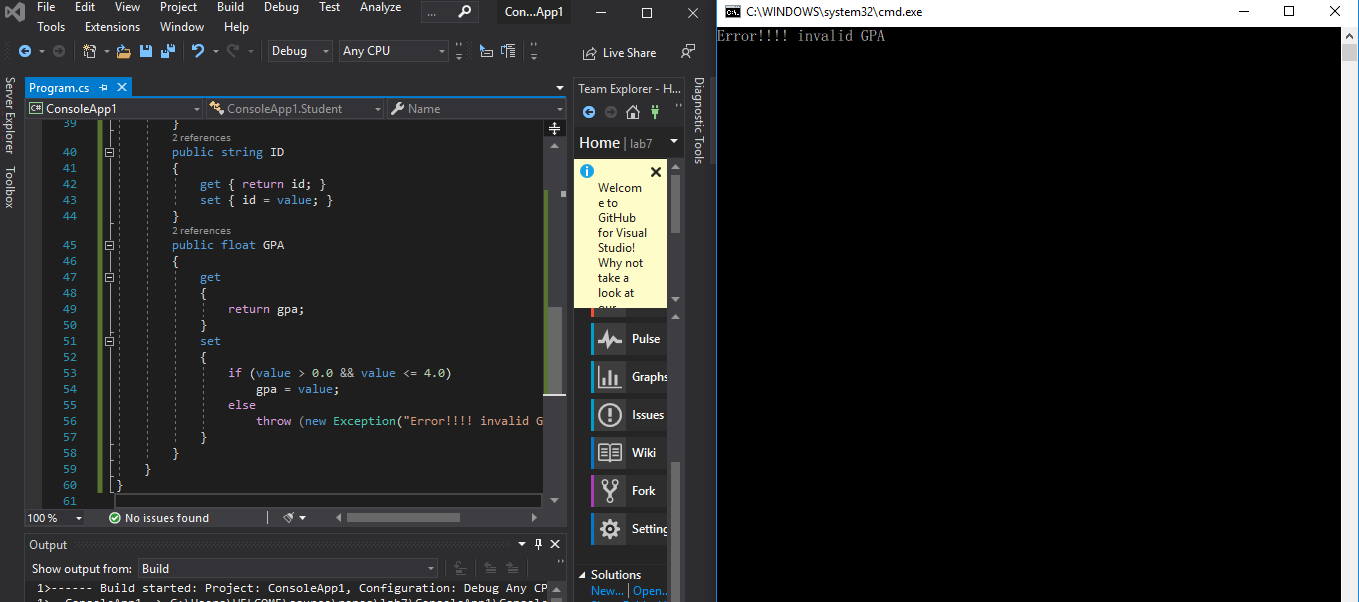 File Edit View Project Build Debug Test Analyze ... Con...App1
Tools Extensions Window Help
Debug Any CPU Live Share
Server Explorer
Toolbox
Program.cs
ConsoleApp1 ConsoleApp1.Student Name
39 }
2 references
40 public string ID
41 {
42 get { return id; }
43 set { id = value; }
44 }
2 references
45 public float GPA
46 {
47 get
48 {
49 return gpa;
50 }
51 set
52 {
53 if (value > 0.0 && value <= 4.0)
54 gpa = value;
55 else
56 throw (new Exception("Error!!!! invalid G
57 }
58 }
59 }
60 }
61
100 % No issues found
Output
Show output from: Build
1>------ Build started: Project: ConsoleApp1, Configuration: Debug Any CP
Team Explorer - H...
Home | lab7
Welcom
e to
GitHub
for Visual
Studio!
Why not
take a
look at
our
Pulse
Graphs
Issues
Wiki
Fork
Setting
Solutions
New... | Open..
Diagnostic Tools
C:\WINDOWS\system32\cmd.exe
Error!!!! invalid GPA